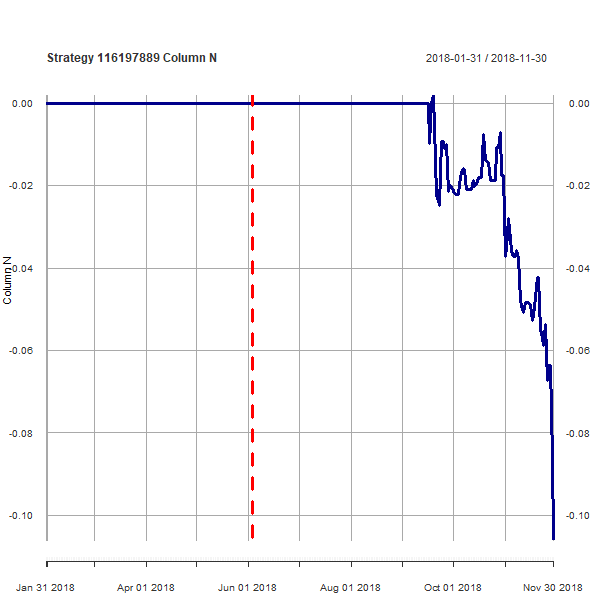 Strategy 116197889 Column N 2018-01-31 / 2018-11-30
0.00 0.00
-0.02 -0.02
-0.04 -0.04
Column N
-0.06 -0.06
-0.08 -0.08
-0.10 -0.10
Jan 31 2018 Apr 01 2018 Jun 01 2018 Aug 01 2018 Oct 01 2018 Nov 30 2018